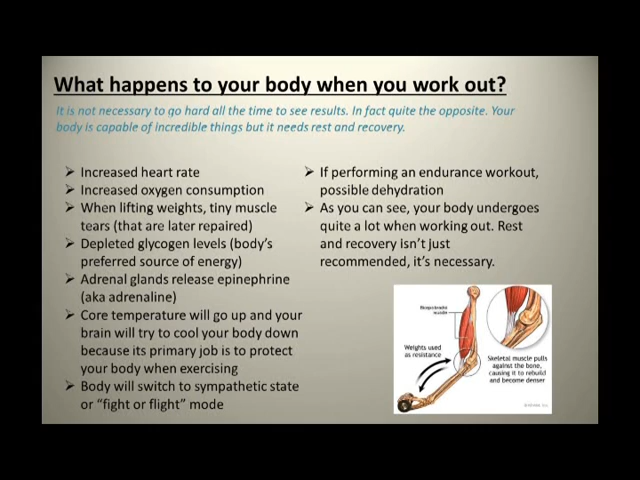 What happens to your body when you work out?
It is not necessary to go hard all the time to see results. In fact quite the opposite. Your
body is capable of incredible things but it needs rest and recovery.
➢ Increased heart rate
➢ Increased oxygen consumption
➢ When lifting weights, tiny muscle
tears (that are later repaired)
➢ Depleted glycogen levels (body's
preferred source of energy)
➢ Adrenal glands release epinephrine
(aka adrenaline)
➢ Core temperature will go up and your
brain will try to cool your body down
because its primary job is to protect
your body when exercising
➢ Body will switch to sympathetic state
or "fight or flight" mode
➢ If performing an endurance workout,
possible dehydration
➢ As you can see, your body undergoes
quite a lot when working out. Rest
and recovery isn't just
recommended, it's necessary.
muscle
Weights used
as resistance
Skeletal muscle pulls
against the bone,
causing it to rebuild
and become denser